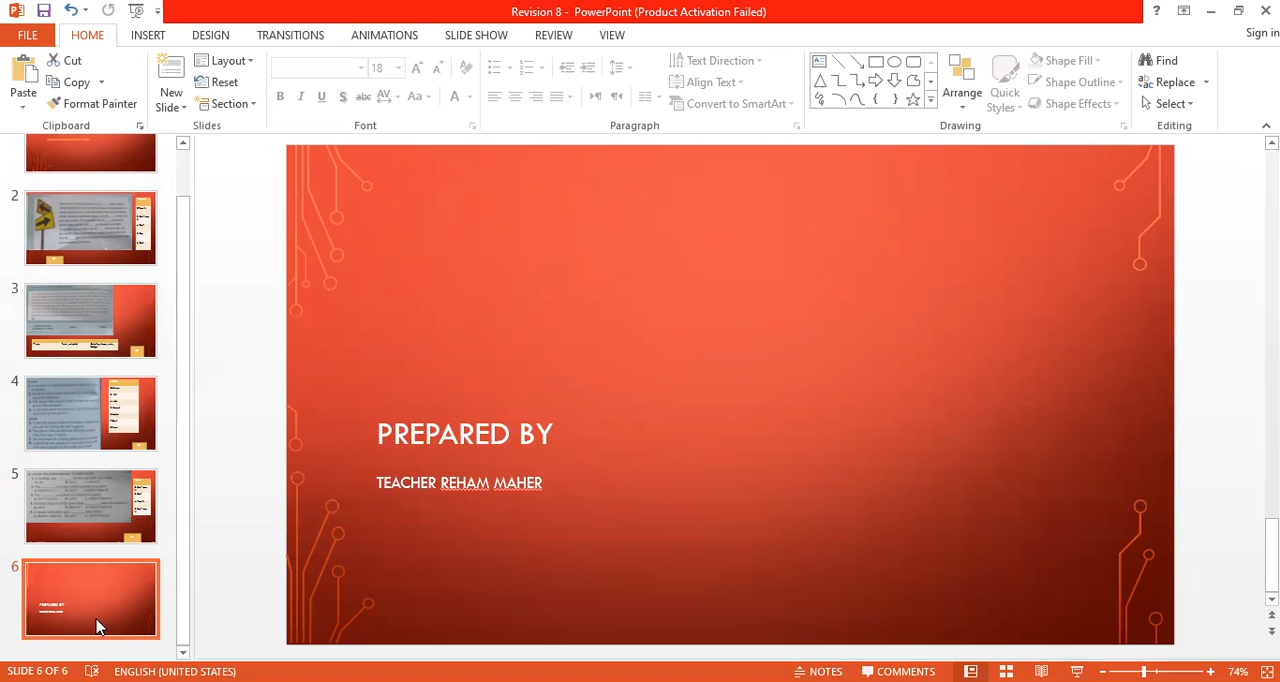 Revision 8 - PowerPoint (Product Activation Failed)
FILE HOME INSERT DESIGN TRANSITIONS ANIMATIONS SLIDE SHOW REVIEW VIEW Sign in
Paste
Cut
Copy
Format Painter
Clipboard
New
Slide
Layout
Reset
Section
Slides
18
Font
Text Direction
Align Text
Convert to SmartArt
Paragraph
Arrange
Quick
Styles
Shape Fill
Shape Outline
Shape Effects
Drawing
Find
Replace
Select
Editing
2
3
4
5
6
PREPARED BY
PREPARED BY
TEACHER REHAM MAHER
SLIDE 6 OF 6 ENGLISH (UNITED STATES) NOTES COMMENTS 74%